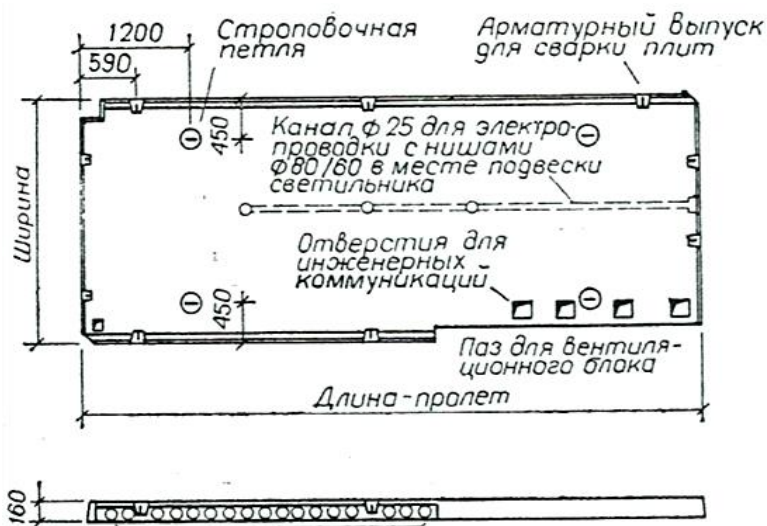 1200
590
Строповочная
петля
Арматурный выпуск
для сварки плит
450
Канал ф 25 для электро-
проводки с нишами
ф80/60 в месте подвески
светильника
Ширина
Отверстия для
инженерных
коммуникаций
450
Паз для вентиля-
ционного блока
Длина-пролет
160